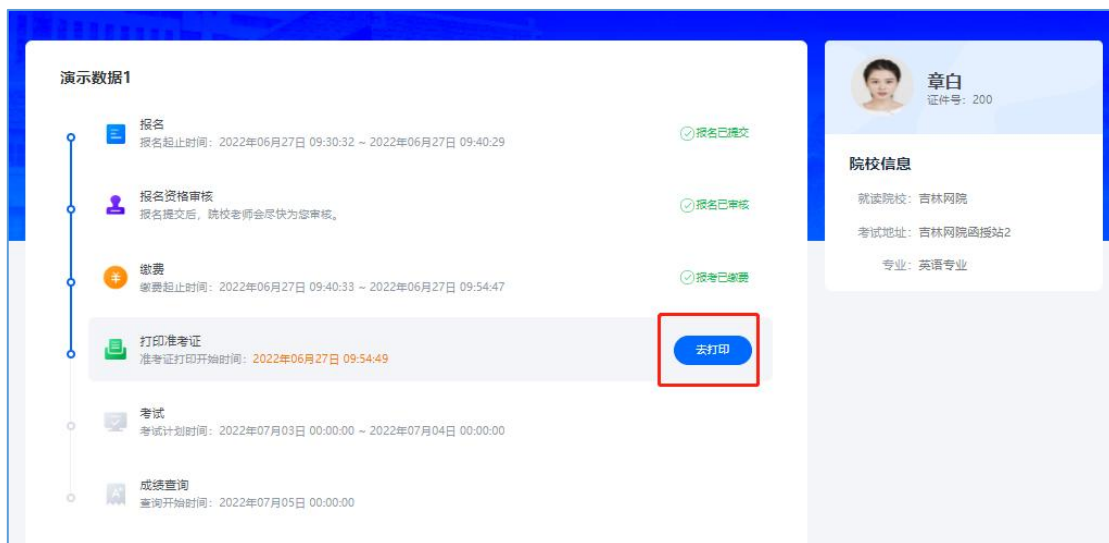 演示数据1
报名
报名起止时间：2022年06月27日 09:30:32 ~ 2022年06月27日 09:40:29
报名已提交
报名资格审核
报名提交后，院校老师会尽快为您审核。
报名已审核
缴费
缴费起止时间：2022年06月27日 09:40:33 ~ 2022年06月27日 09:54:47
报考已缴费
打印准考证
准考证打印开始时间：2022年06月27日 09:54:49
去打印
考试
考试计划时间：2022年07月03日 00:00:00 ~ 2022年07月04日 00:00:00
成绩查询
查询开始时间：2022年07月05日 00:00:00
章白
证件号：200
院校信息
就读院校：吉林网院
考试地址：吉林网院函授站2
专业：英语专业